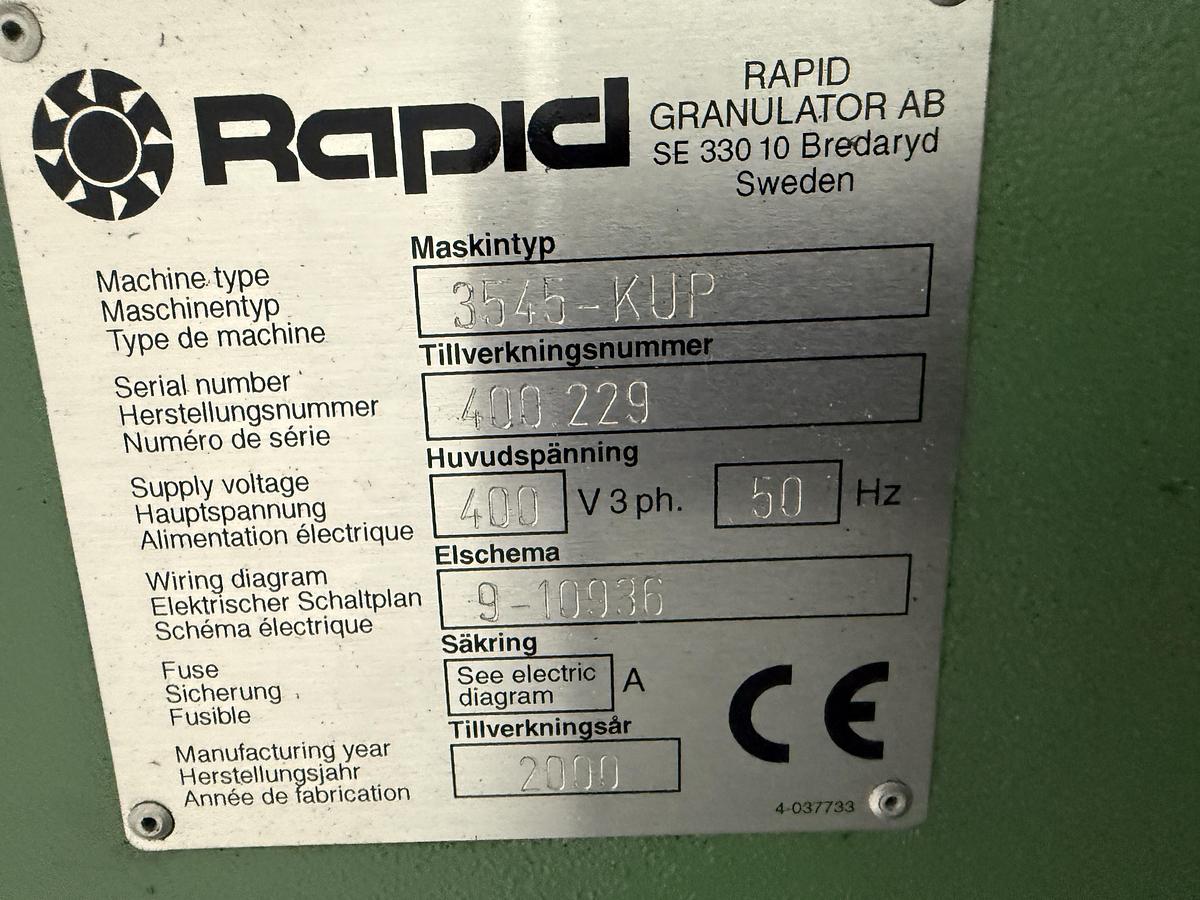 Rapid
RAPID
GRANULATOR AB
SE 330 10 Bredaryd
Sweden
Maskintyp
Machine type
Maschinentyp
Type de machine
3545-KUP
Tillverkningsnummer
Serial number
Herstellungsnummer
Numéro de série
400.229
Huvudspänning
Supply voltage
Hauptspannung
Alimentation électrique
400 V 3 ph. 50 Hz
Elschema
Wiring diagram
Elektrischer Schaltplan
Schéma électrique
9-10936
Säkring
Fuse
Sicherung
Fusible
See electric
diagram
A
Tillverkningsår
Manufacturing year
Herstellungsjahr
Année de fabrication
2000
CE
4-037733